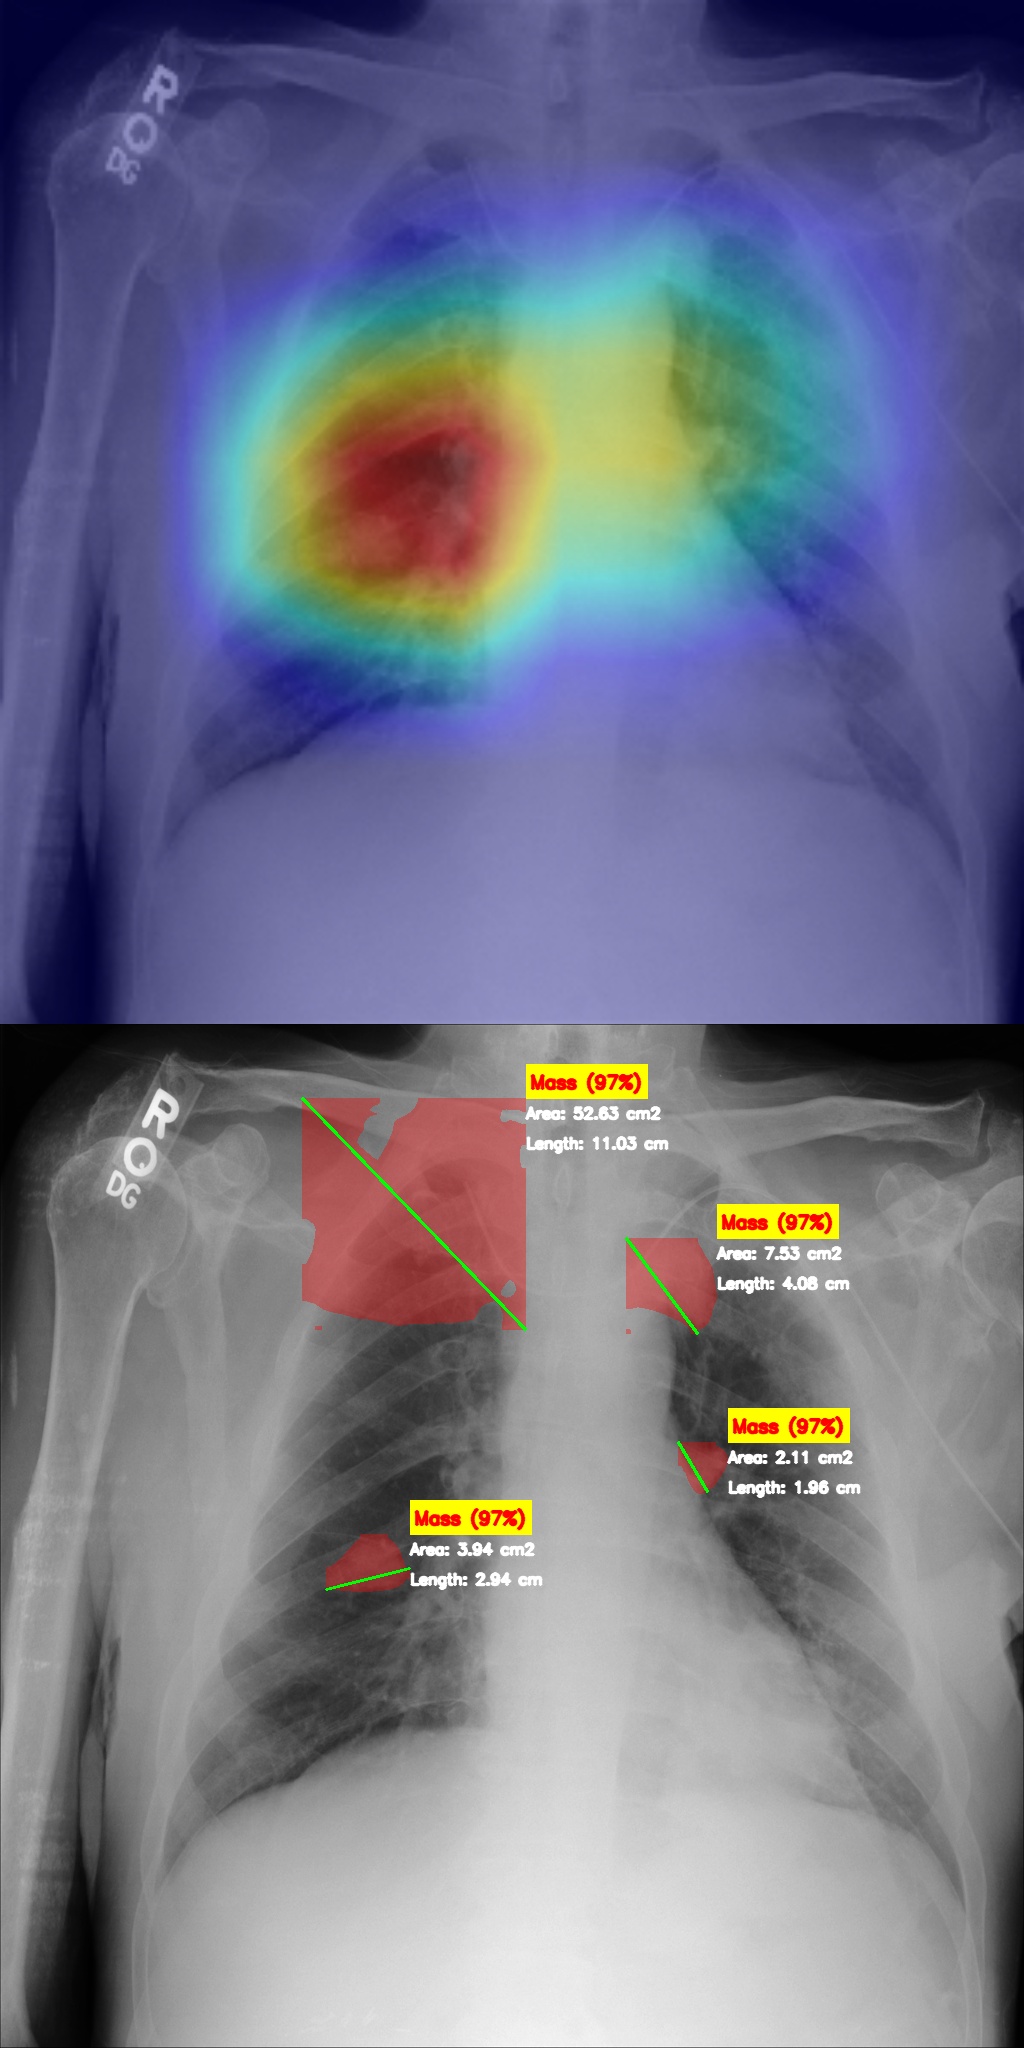 R
Q
DG
Mass (97%)
Area: 52.63 cm2
Length: 11.03 cm
R
Q
DG
Mass (97%)
Area: 7.53 cm2
Length: 4.08 cm
Mass (97%)
Area: 2.11 cm2
Length: 1.96 cm
Mass (97%)
Area: 3.94 cm2
Length: 2.94 cm